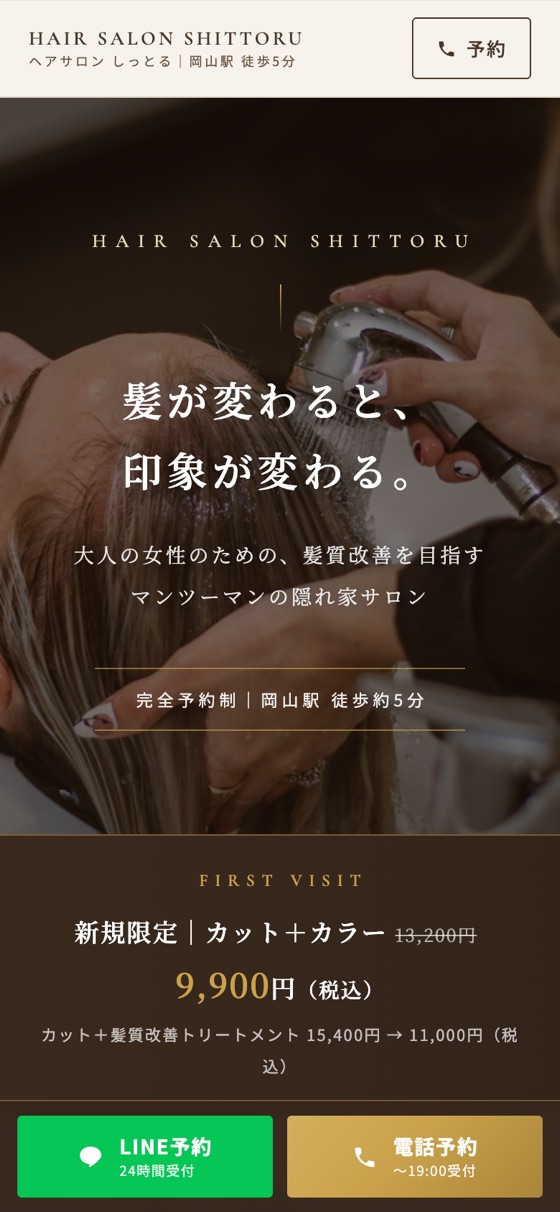 HAIR SALON SHITTORU
ヘアサロン しっとる｜岡山駅 徒歩5分
予約
HAIR SALON SHITTORU
髪が変わると、
印象が変わる。
大人の女性のための、髪質改善を目指す
マンツーマンの隠れ家サロン
完全予約制｜岡山駅 徒歩約5分
FIRST VISIT
新規限定｜カット＋カラー 13,200円
9,900円（税込）
カット＋髪質改善トリートメント 15,400円 → 11,000円（税
込）
LINE予約
24時間受付
電話予約
〜19:00受付